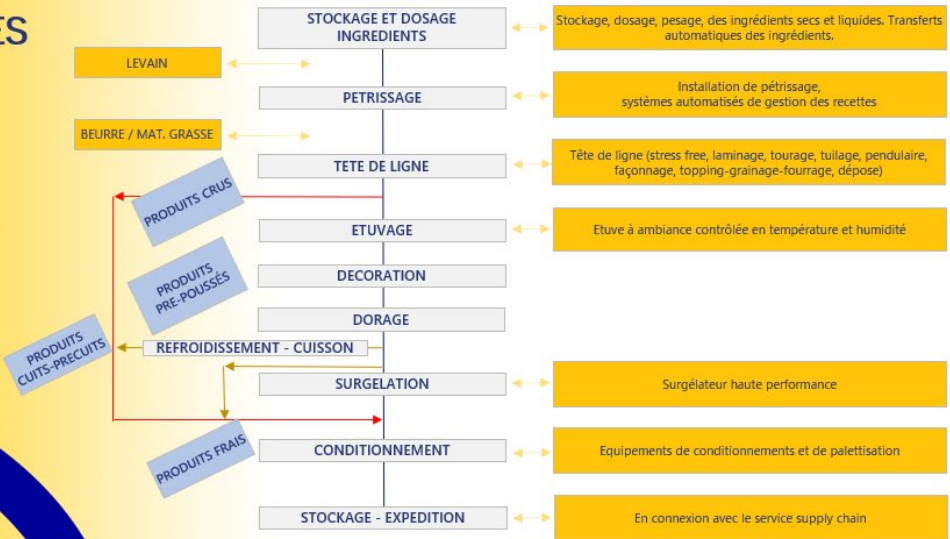 ES
STOCKAGE ET DOSAGE
INGREDIENTS
Stockage, dosage, pesage, des ingrédients secs et liquides. Transferts
automatiques des ingrédients.
LEVAIN
PETRISSAGE
Installation de pétrissage,
systèmes automatisés de gestion des recettes
BEURRE / MAT. GRASSE
TETE DE LIGNE
Tête de ligne (stress free, laminage, tourage, tuilage, pendulaire,
façonnage, topping-grainage-fourrage, dépose)
PRODUITS CRUS
ETUVAGE
Etuve à ambiance contrôlée en température et humidité
PRODUITS
PRE-POUSSÉS
DECORATION
DORAGE
PRODUITS
CUITS-PRECUITS
REFROIDISSEMENT - CUISSON
SURGELATION
Surgélateur haute performance
PRODUITS FRAIS
CONDITIONNEMENT
Equipements de conditionnements et de palettisation
STOCKAGE - EXPEDITION
En connexion avec le service supply chain